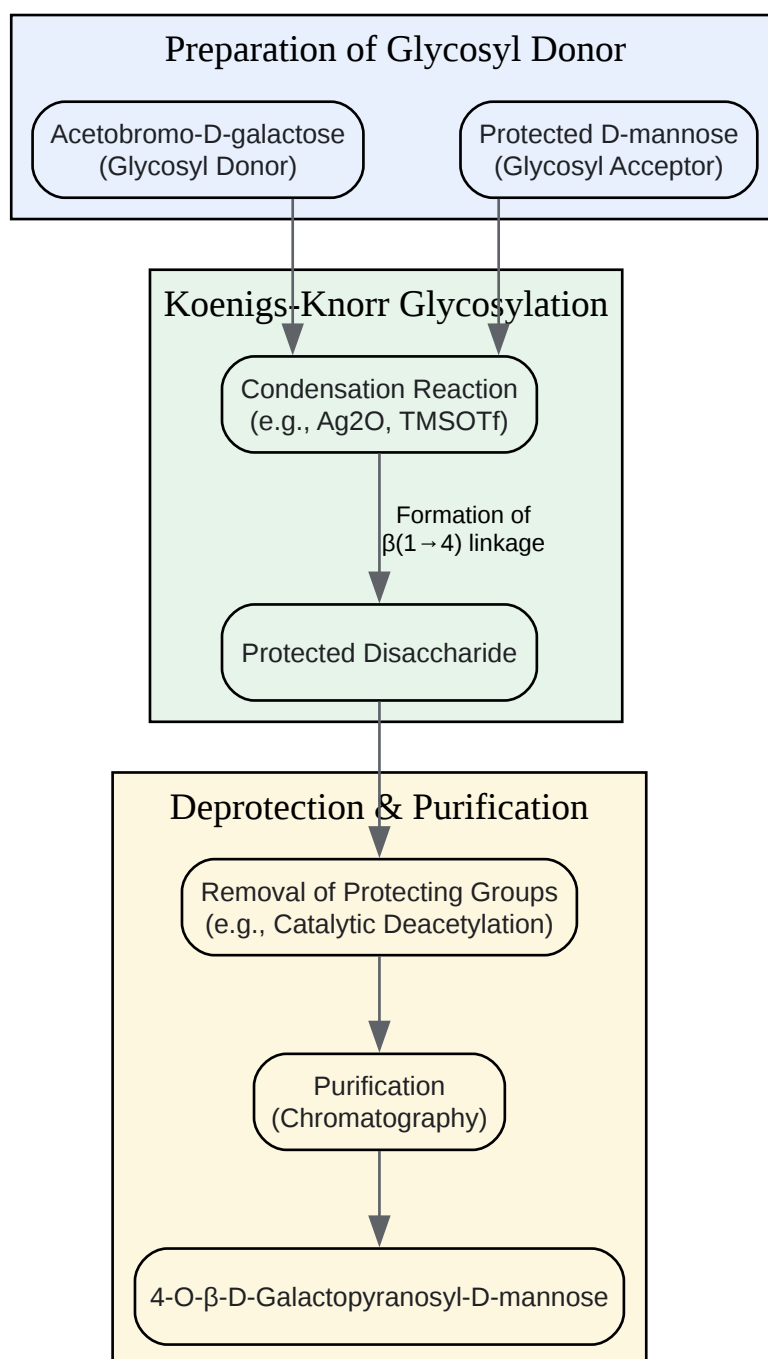 Preparation of Glycosyl Donor
Acetobromo-D-galactose
(Glycosyl Donor)
Protected D-mannose
(Glycosyl Acceptor)
Koenigs-Knorr Glycosylation
Condensation Reaction
(e.g., Ag2O, TMSOTf)
Formation of
β(1→4) linkage
Protected Disaccharide
Deprotection & Purification
Removal of Protecting Groups
(e.g., Catalytic Deacetylation)
Purification
(Chromatography)
4-O-β-D-Galactopyranosyl-D-mannose